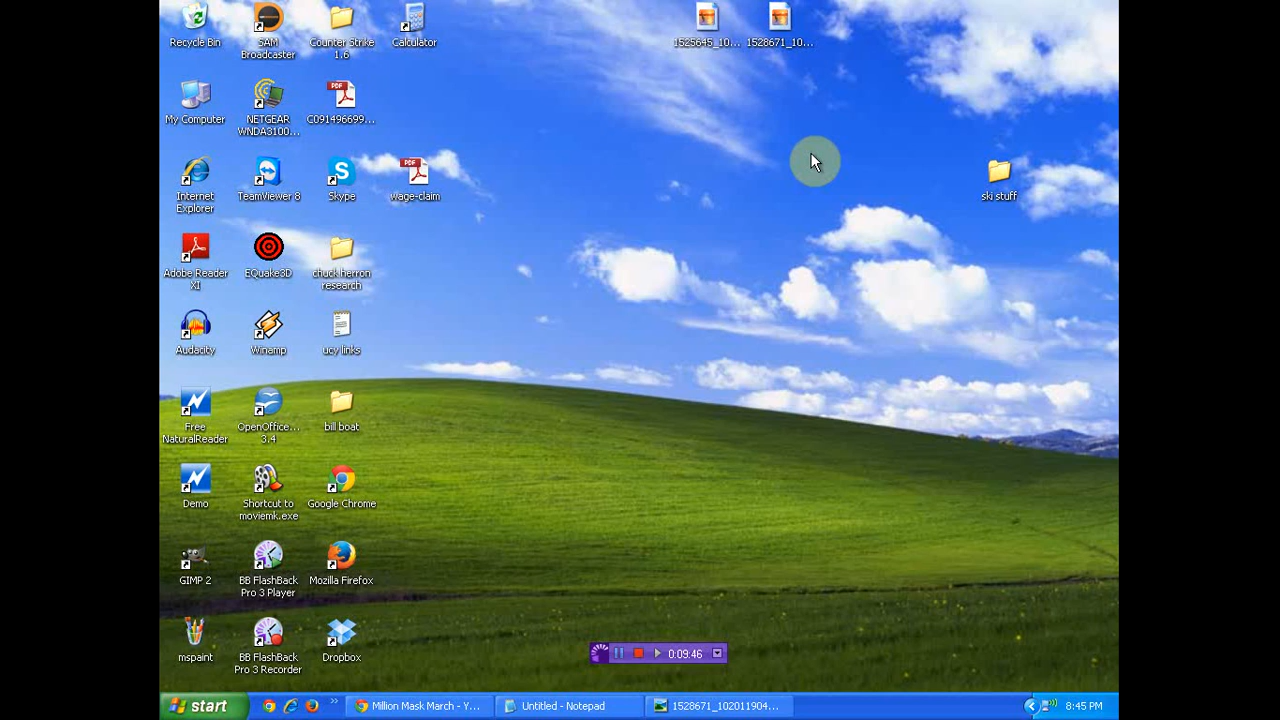 Recycle Bin
SAM
Broadcaster
Counter Strike
1.6
Calculator
1525645_10...
1528671_10...
My Computer
NETGEAR
WNDA3100...
PDF
C091496699...
Internet
Explorer
TeamViewer 8
Skype
PDF
wage-claim
ski stuff
Adobe Reader
XI
EQuake3D
chuck herron
research
Audacity
Winamp
ucy links
Free
NaturalReader
OpenOffice...
3.4
bill boat
Demo
Shortcut to
moviemk.exe
Google Chrome
GIMP 2
BB FlashBack
Pro 3 Player
Mozilla Firefox
mspaint
BB FlashBack
Pro 3 Recorder
Dropbox
0:09:46
start
Million Mask March - Y...
Untitled - Notepad
1528671_102011904...
8:45 PM